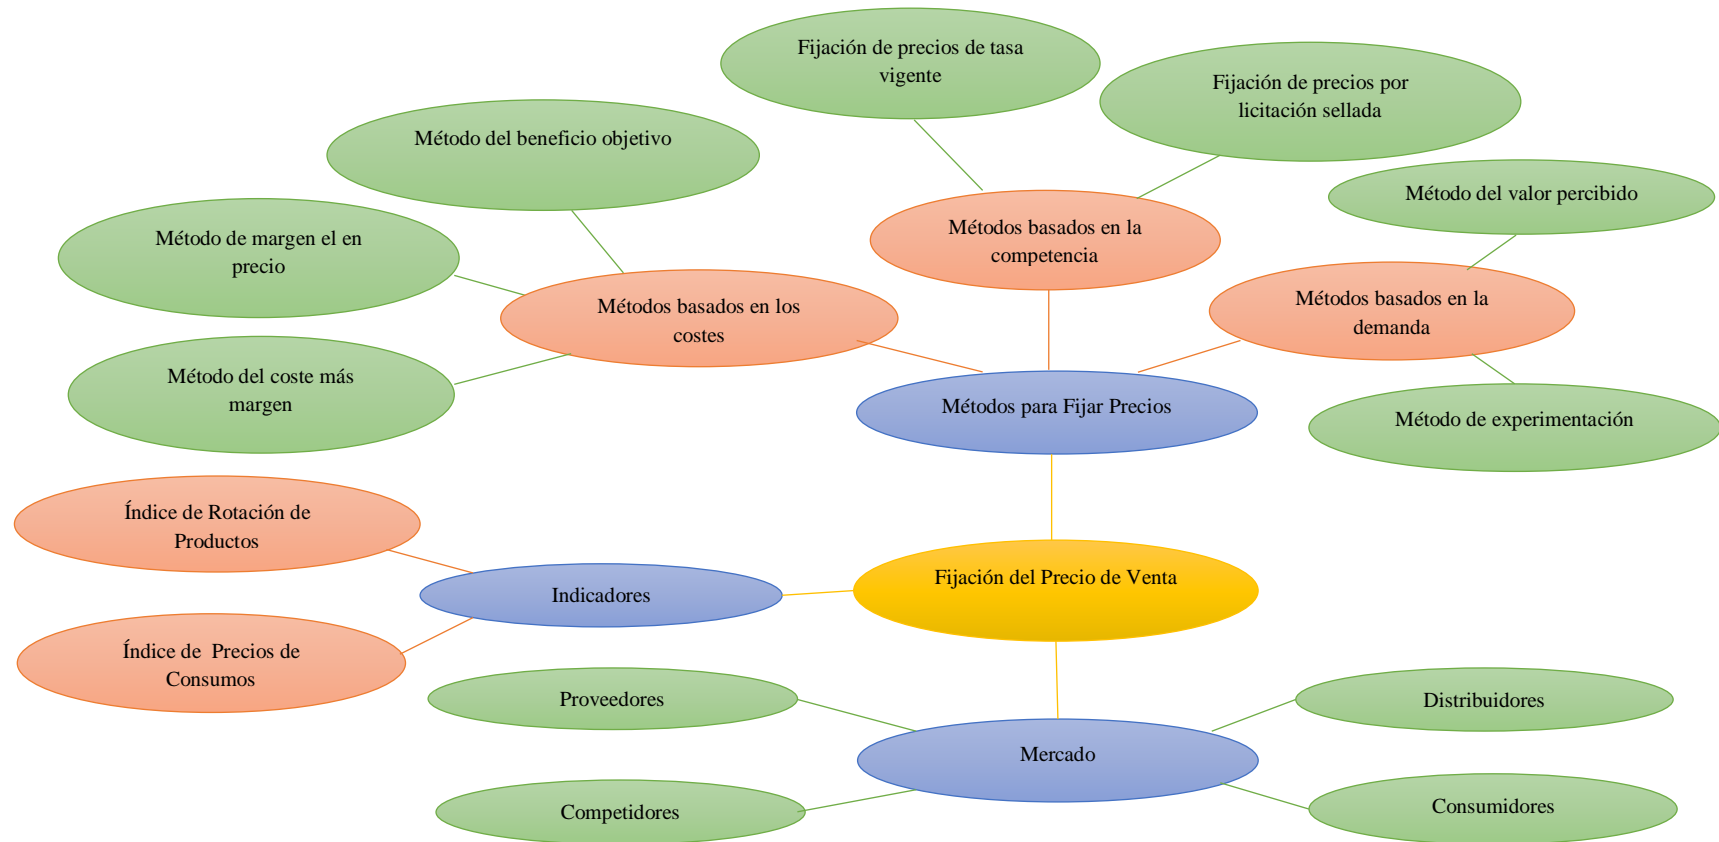 Fijación de precios de tasa
vigente
Fijación de precios por
licitación sellada
Método del beneficio objetivo
Método del valor percibido
Método de margen el en
precio
Métodos basados en la
competencia
Métodos basados en los
costes
Métodos basados en la
demanda
Método del coste más
margen
Métodos para Fijar Precios
Método de experimentación
Índice de Rotación de
Productos
Fijación del Precio de Venta
Indicadores
Índice de  Precios de
Consumos
Proveedores
Distribuidores
Mercado
Competidores
Consumidores